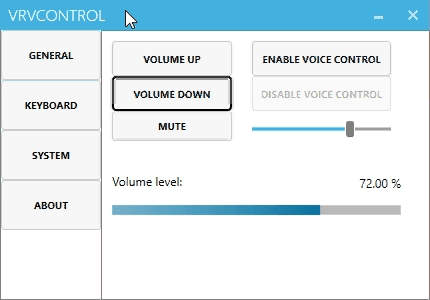 VRVCONTROL
GENERAL
KEYBOARD
SYSTEM
ABOUT
VOLUME UP
VOLUME DOWN
MUTE
ENABLE VOICE CONTROL
DISABLE VOICE CONTROL
Volume level:
72.00 %